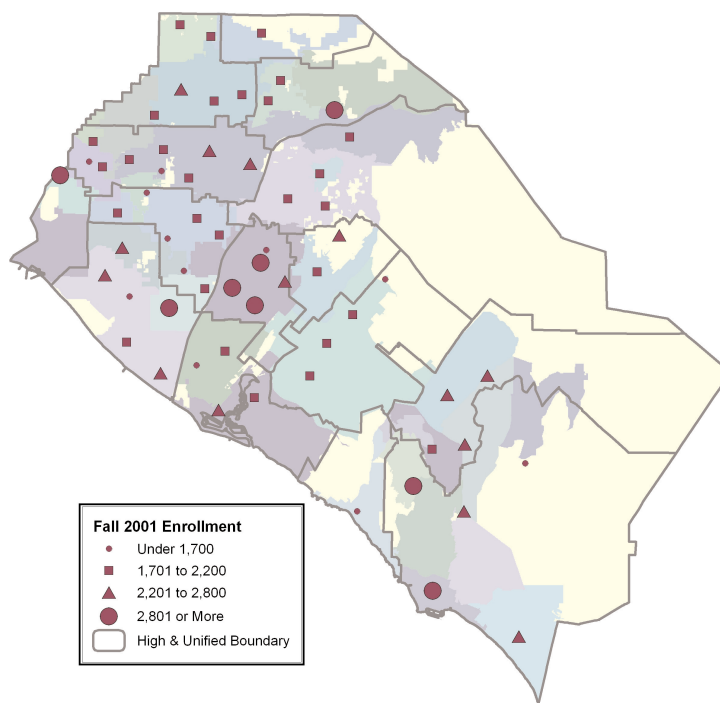 Fall 2001 Enrollment
Under 1,700
1,701 to 2,200
2,201 to 2,800
2,801 or More
High & Unified Boundary